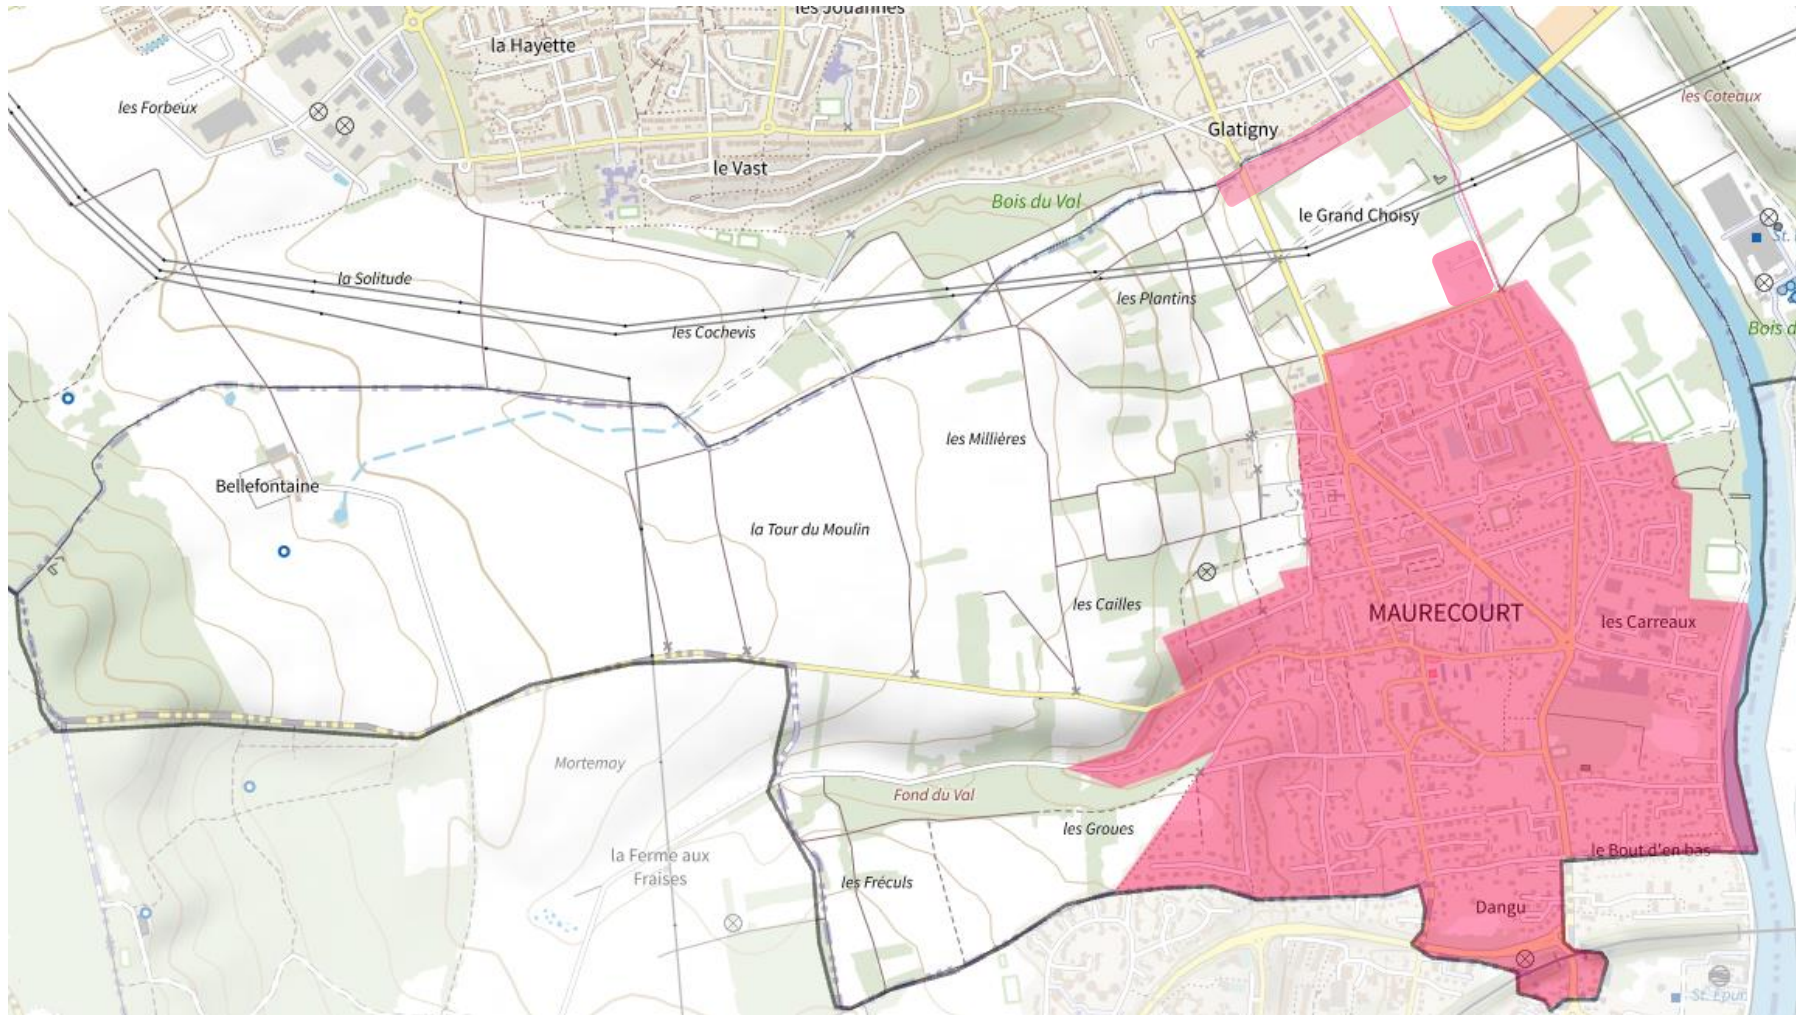 les Jouannes
la Hayette
les Forbeux
les Coteaux
Glatigny
le Vast
Bois du Val
le Grand Choisy
la Solitude
les Plantins
les Cochevis
Bois d
les Millières
Bellefontaine
la Tour du Moulin
les Cailles
MAURECOURT
les Carreaux
Mortemay
Fond du Val
les Groues
le Bout d'en bas
la Ferme aux
Fraises
les Fréculs
Dangu
St. Epur.